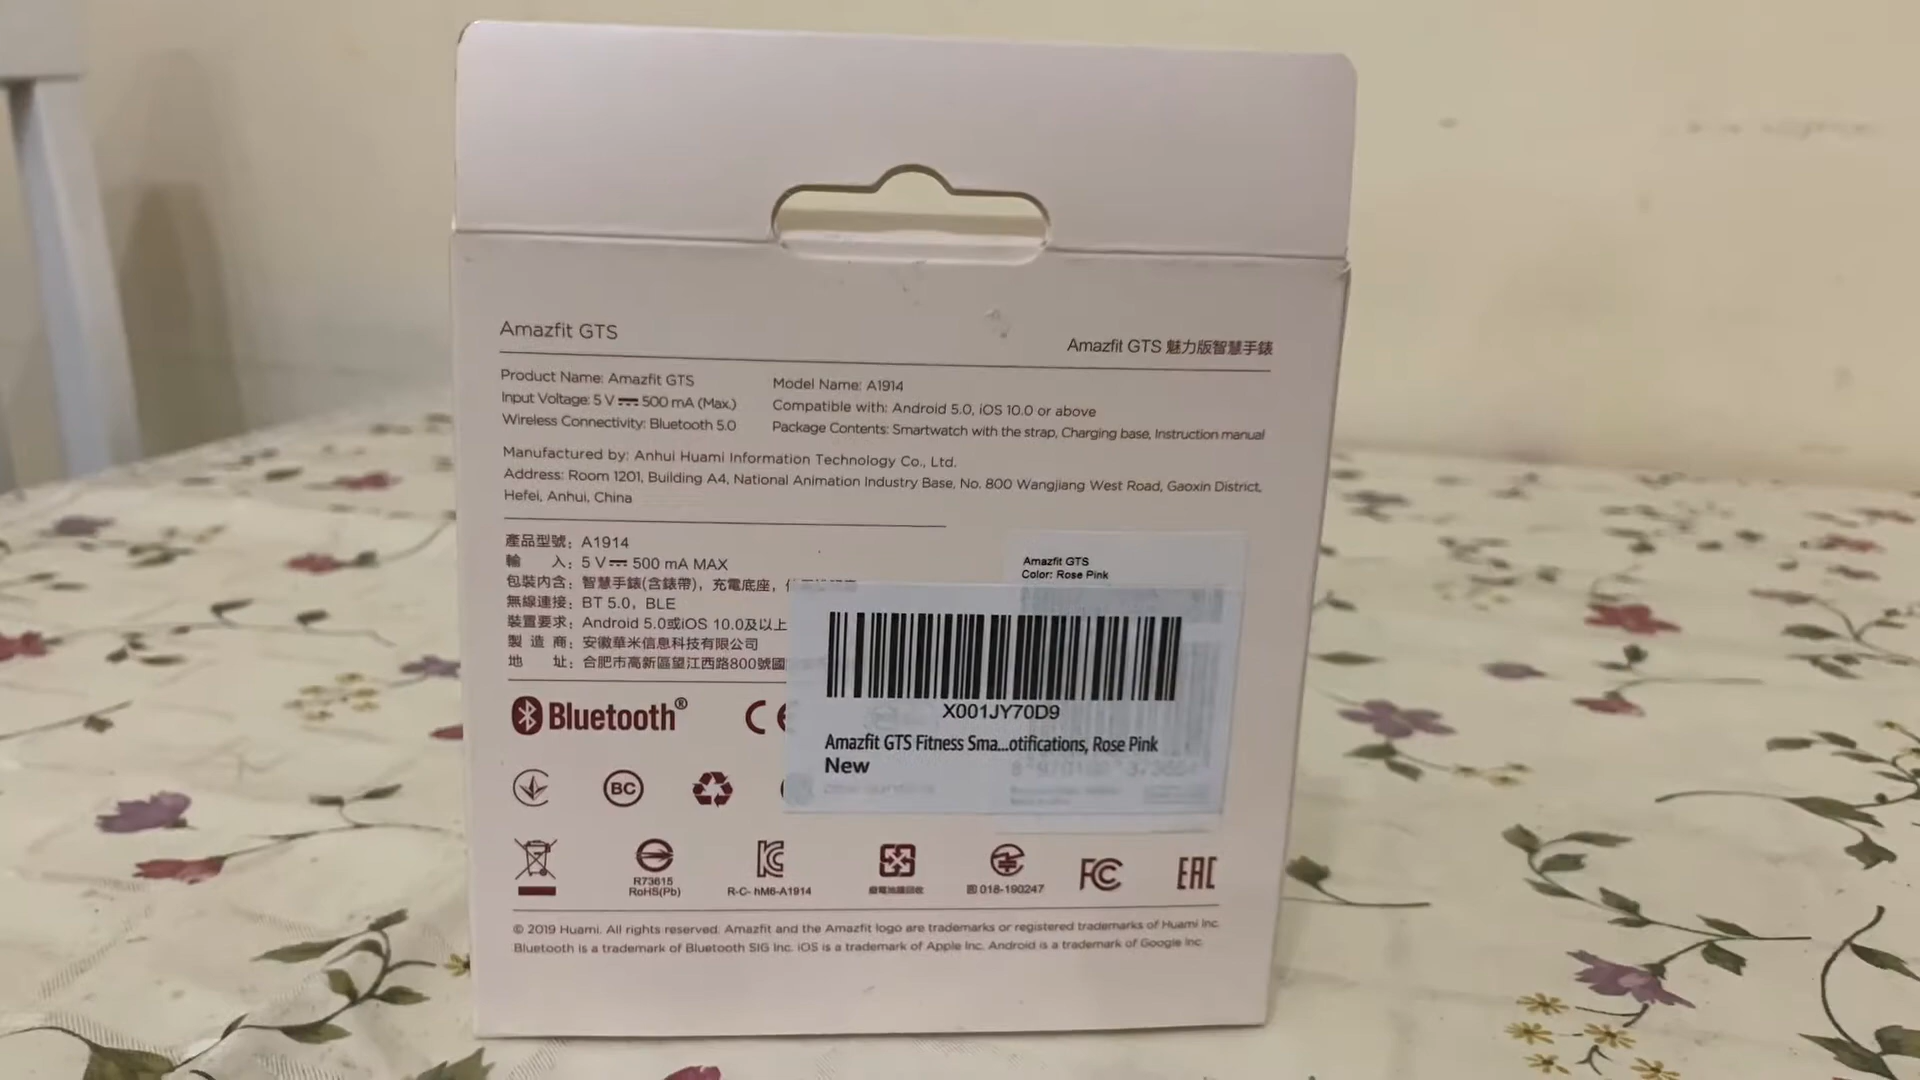 Amazfit GTS
Amazfit GTS 魅力版智慧手錶
Product Name: Amazfit GTS
Input Voltage: 5 V ⎓ 500 mA (Max.)
Wireless Connectivity: Bluetooth 5.0
Model Name: A1914
Compatible with: Android 5.0, iOS 10.0 or above
Package Contents: Smartwatch with the strap, Charging base, Instruction manual
Manufactured by: Anhui Huami Information Technology Co., Ltd.
Address: Room 1201, Building A4, National Animation Industry Base, No. 800 Wangjiang West Road, Gaoxin District,
Hefei, Anhui, China
產品型號: A1914
輸 入: 5 V ⎓ 500 mA MAX
包裝內含: 智慧手錶(含錶帶), 充電底座,
無線連接: BT 5.0, BLE
裝置要求: Android 5.0或iOS 10.0及以上
製 造 商: 安徽華米信息科技有限公司
地 址: 合肥市高新區望江西路800號國
Amazfit GTS
Color: Rose Pink
X001JY70D9
Amazfit GTS Fitness Sma...otifications, Rose Pink
New
Bluetooth®
CE
BC
R73615
RoHS(Pb)
R-C- hM6-A1914
廢電池請回收
018-190247
FC
EAC
© 2019 Huami. All rights reserved. Amazfit and the Amazfit logo are trademarks or registered trademarks of Huami Inc.
Bluetooth is a trademark of Bluetooth SIG Inc. iOS is a trademark of Apple Inc. Android is a trademark of Google Inc.